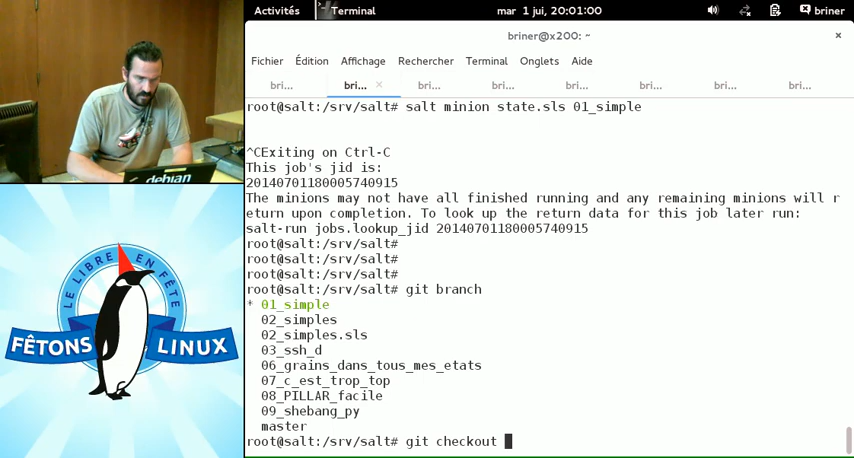 Activités
Terminal
mar 1 jui, 20:01:00
briner
briner@x200: ~
Fichier Édition Affichage Rechercher Terminal Onglets Aide
bri... bri... bri... bri... bri... bri... bri... bri...
root@salt:/srv/salt# salt minion state.sls 01_simple
^CExiting on Ctrl-C
This job's jid is:
20140701180005740915
The minions may not have all finished running and any remaining minions will r
eturn upon completion. To look up the return data for this job later run:
salt-run jobs.lookup_jid 20140701180005740915
root@salt:/srv/salt#
root@salt:/srv/salt#
root@salt:/srv/salt#
root@salt:/srv/salt# git branch
* 01_simple
02_simples
02_simples.sls
03_ssh_d
06_grains_dans_tous_mes_etats
07_c_est_trop_top
08_PILLAR_facile
09_shebang_py
master
root@salt:/srv/salt# git checkout
debian
LE LIBRE EN FÊTE
FÊTONS LINUX